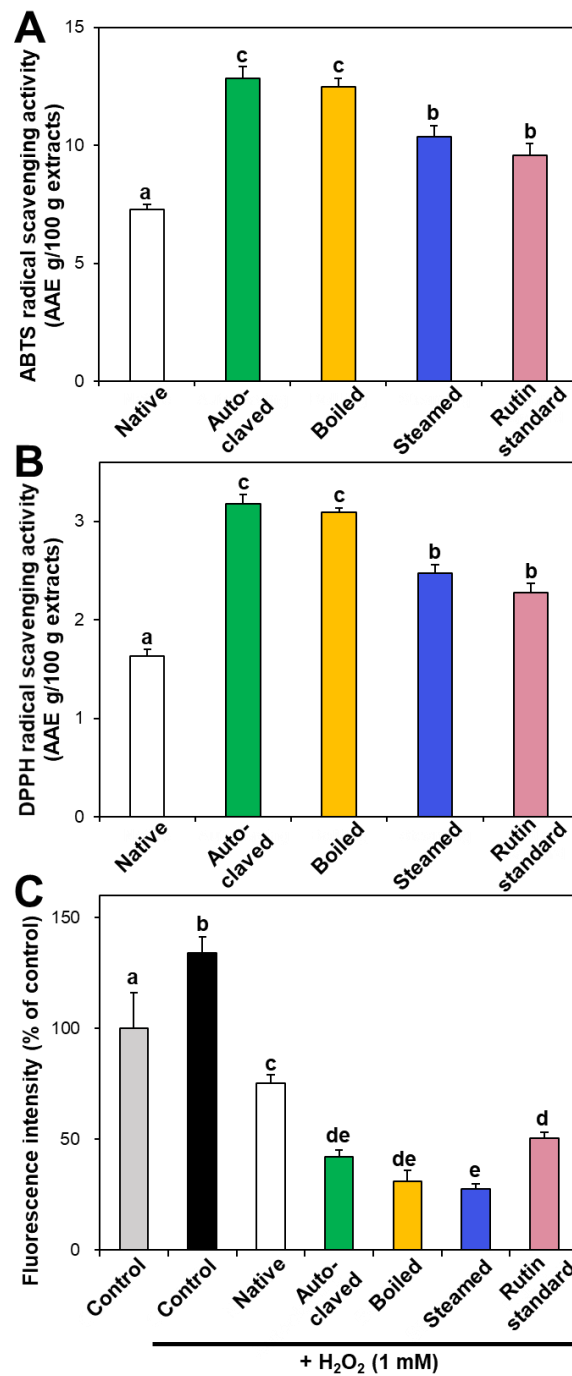 A
ABTS radical scavenging activity
(AAE g/100 g extracts)
15
10
5
0
a
c
c
b
b
Native
Auto-
claved
Boiled
Steamed
Rutin
standard
B
DPPH radical scavenging activity
(AAE g/100 g extracts)
3
2
1
0
a
c
c
b
b
Native
Auto-
claved
Boiled
Steamed
Rutin
standard
C
Fluorescence intensity (% of control)
150
100
50
0
a
b
c
de
de
e
d
Control
Control
Native
Auto-
claved
Boiled
Steamed
Rutin
standard
+ H₂O₂ (1 mM)